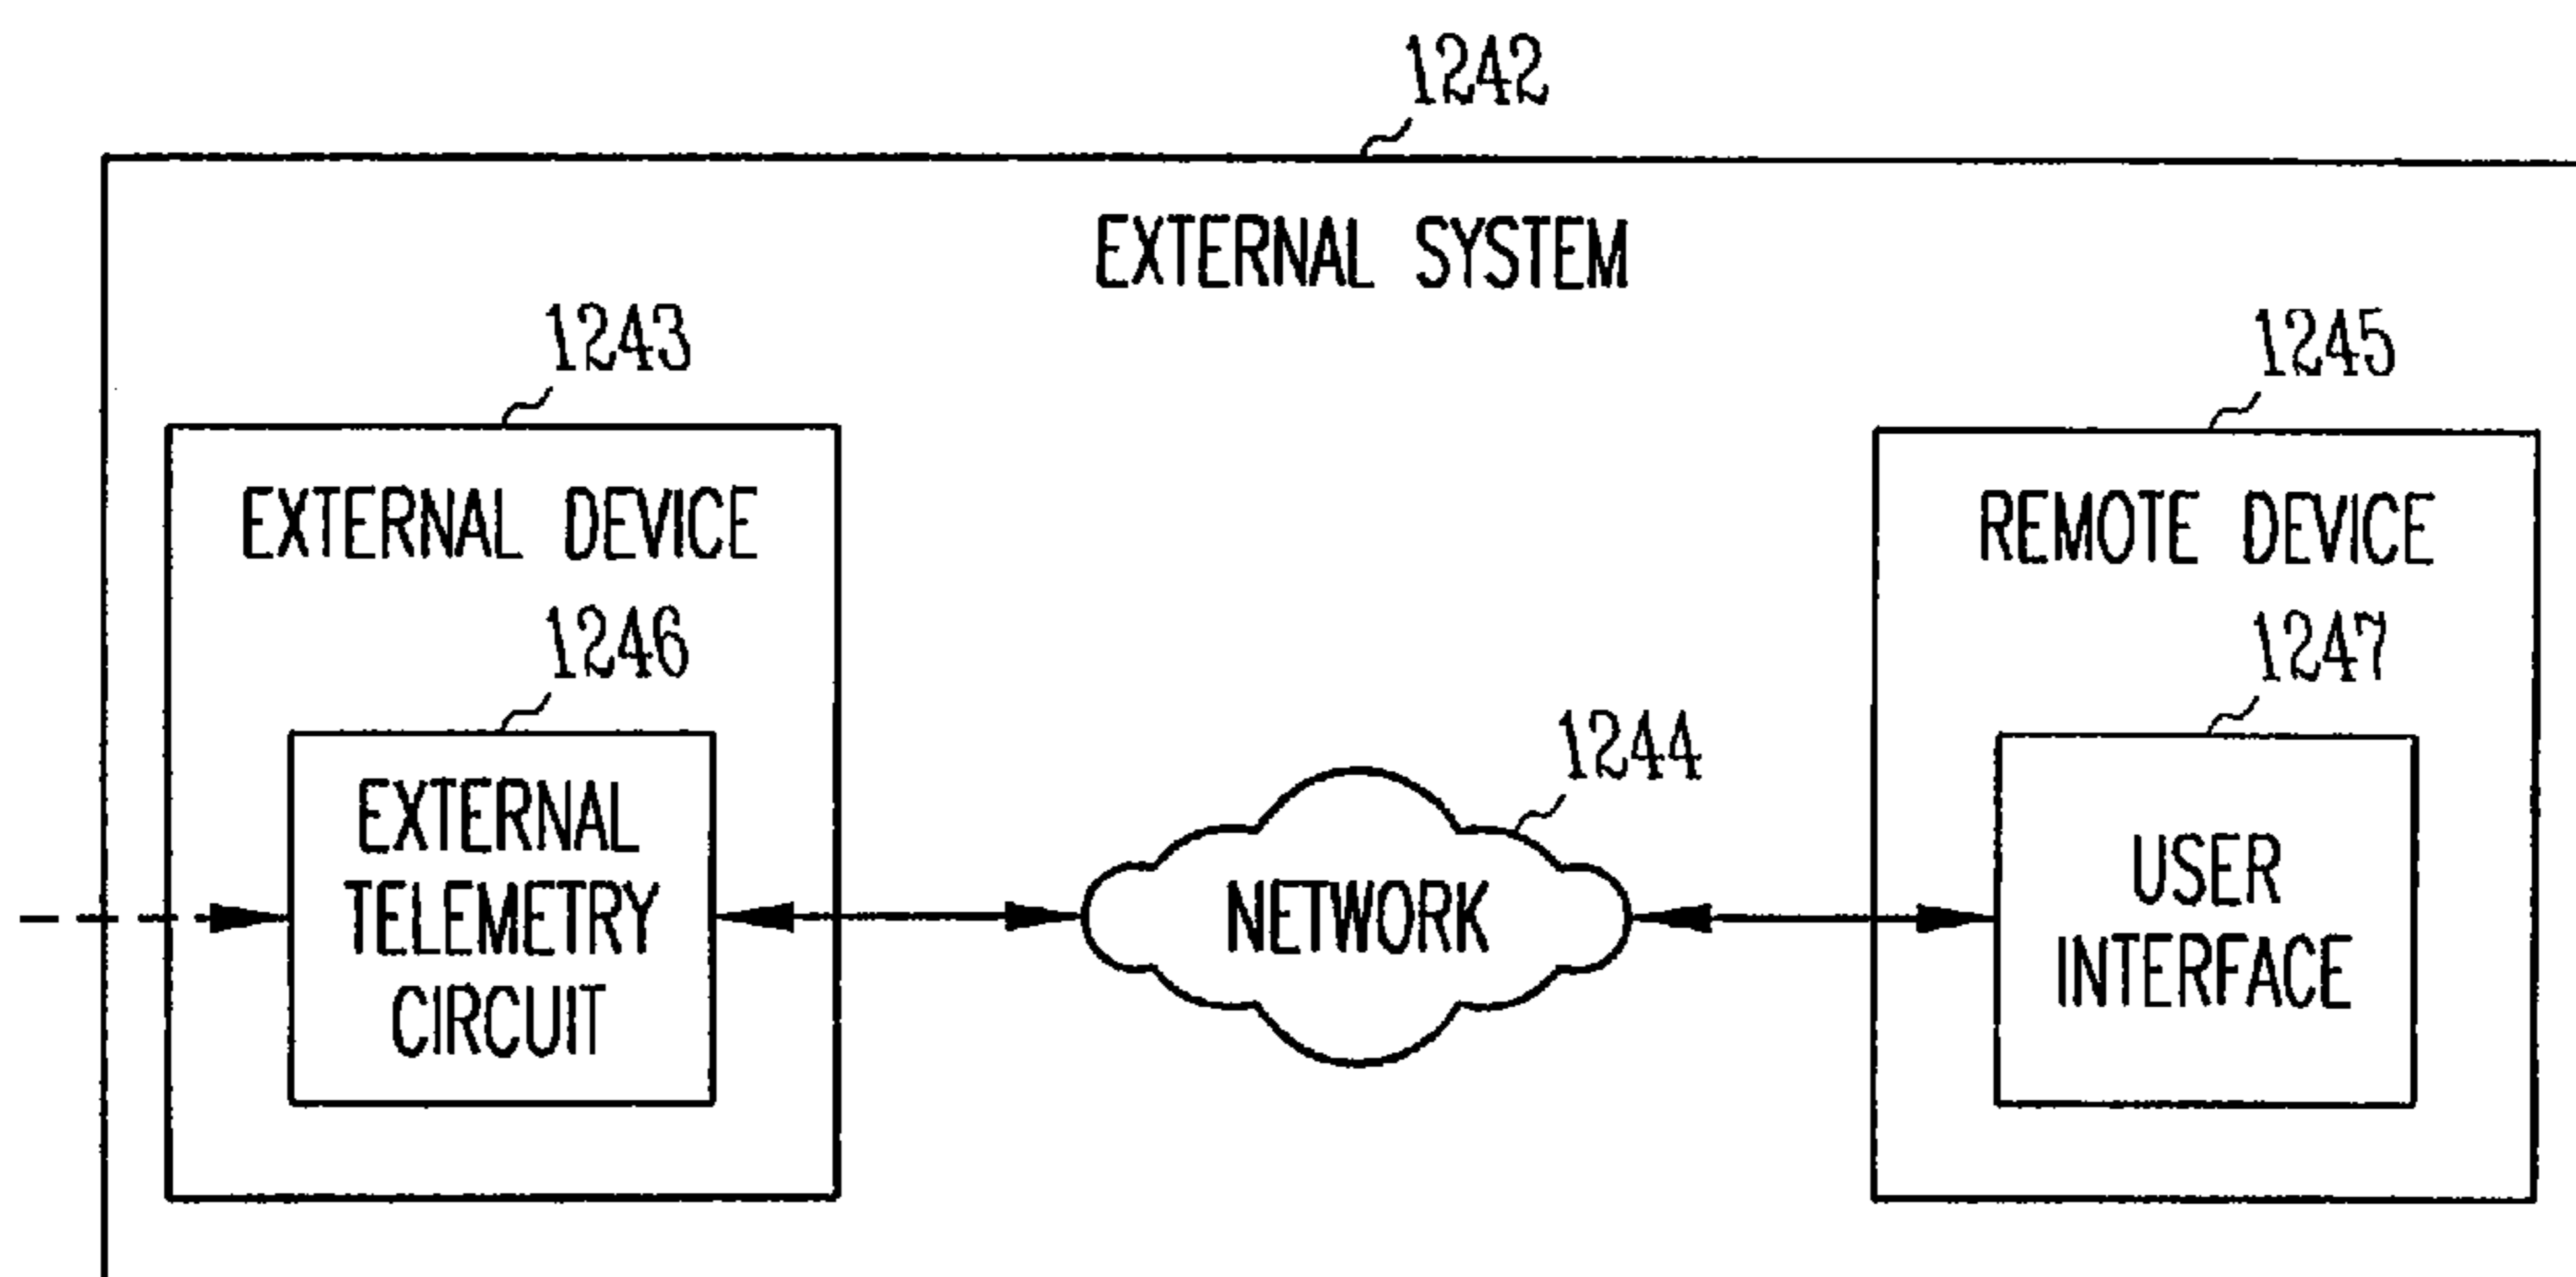 1242
EXTERNAL SYSTEM
1243
EXTERNAL DEVICE
1246
EXTERNAL
TELEMETRY
CIRCUIT
1244
NETWORK
1245
REMOTE DEVICE
1247
USER
INTERFACE